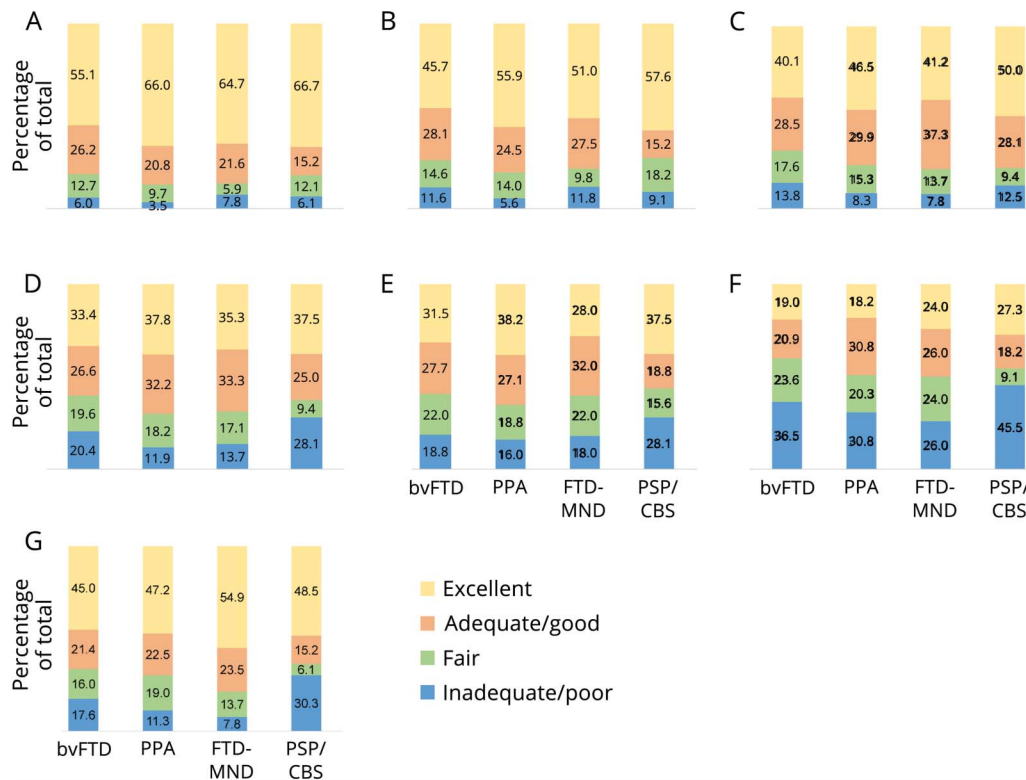 A
Percentage
of total
55.1 66.0 64.7 66.7
26.2 20.8 21.6 15.2
12.7 9.7 5.9 12.1
6.0 3.5 7.8 6.1
B
45.7 55.9 51.0 57.6
28.1 24.5 27.5 15.2
14.6 14.0 9.8 18.2
11.6 5.6 11.8 9.1
C
40.1 46.5 41.2 50.0
28.5 29.9 37.3 28.1
17.6 15.3 13.7 9.4
13.8 8.3 7.8 12.5
D
Percentage
of total
33.4 37.8 35.3 37.5
26.6 32.2 33.3 25.0
19.6 18.2 17.1 9.4
20.4 11.9 13.7 28.1
E
31.5 38.2 28.0 37.5
27.7 27.1 32.0 18.8
22.0 18.8 22.0 15.6
18.8 16.0 18.0 28.1
bvFTD PPA FTD- PSP/
MND CBS
F
19.0 18.2 24.0 27.3
20.9 30.8 26.0 18.2
23.6 20.3 24.0 9.1
36.5 30.8 26.0 45.5
bvFTD PPA FTD- PSP/
MND CBS
G
Percentage
of total
45.0 47.2 54.9 48.5
21.4 22.5 23.5 15.2
16.0 19.0 13.7 6.1
17.6 11.3 7.8 30.3
bvFTD PPA FTD- PSP/
MND CBS
Excellent
Adequate/good
Fair
Inadequate/poor